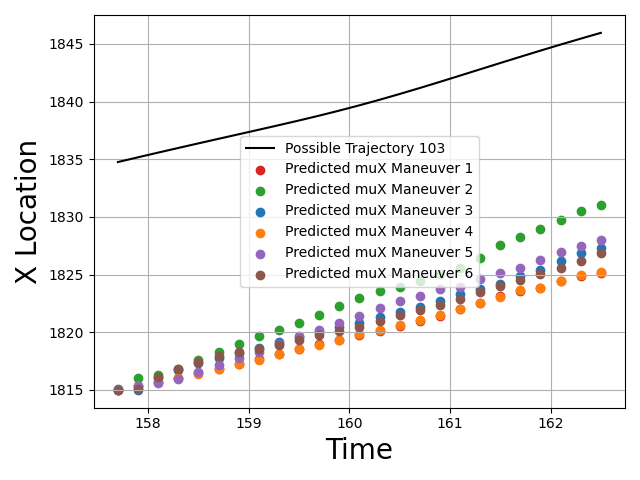 1845
1840
1835
1830
1825
1820
1815
X Location
Possible Trajectory 103
Predicted muX Maneuver 1
Predicted muX Maneuver 2
Predicted muX Maneuver 3
Predicted muX Maneuver 4
Predicted muX Maneuver 5
Predicted muX Maneuver 6
158 159 160 161 162
Time